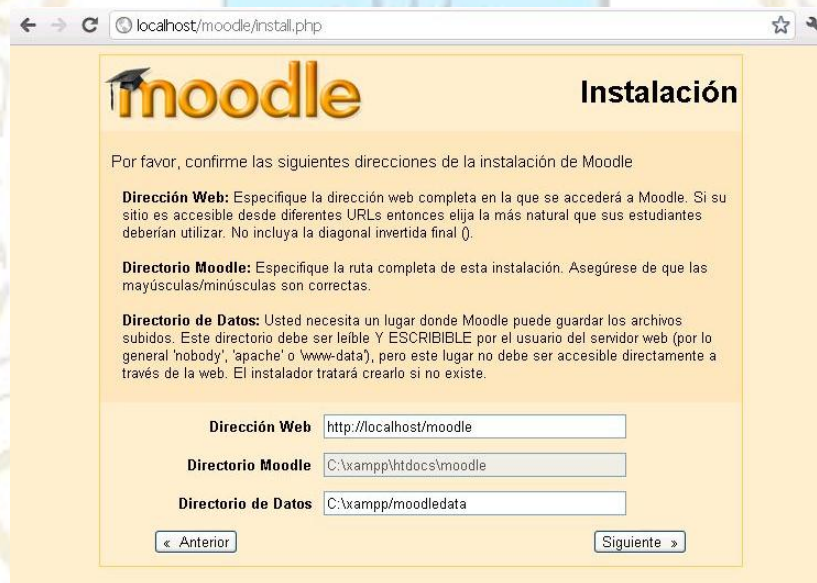 localhost/moodle/install.php
moodle
Instalación
Por favor, confirme las siguientes direcciones de la instalación de Moodle
Dirección Web: Especifique la dirección web completa en la que se accederá a Moodle. Si su
sitio es accesible desde diferentes URLs entonces elija la más natural que sus estudiantes
deberían utilizar. No incluya la diagonal invertida final ().
Directorio Moodle: Especifique la ruta completa de esta instalación. Asegúrese de que las
mayúsculas/minúsculas son correctas.
Directorio de Datos: Usted necesita un lugar donde Moodle puede guardar los archivos
subidos. Este directorio debe ser leíble Y ESCRIBIBLE por el usuario del servidor web (por lo
general 'nobody', 'apache' o 'www-data'), pero este lugar no debe ser accesible directamente a
través de la web. El instalador tratará crearlo si no existe.
Dirección Web http://localhost/moodle
Directorio Moodle C:\xampp\htdocs\moodle
Directorio de Datos C:\xampp/moodledata
« Anterior Siguiente »